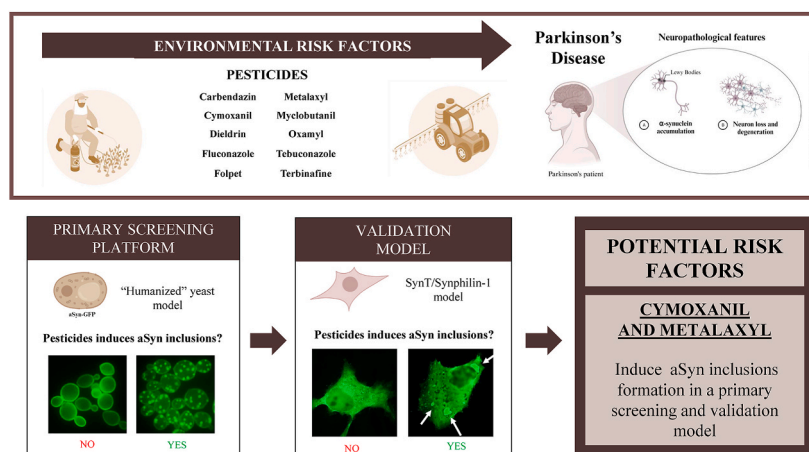 ENVIRONMENTAL RISK FACTORS
PESTICIDES
Carbendazin Metalaxyl
Cymoxanil Myclobutanil
Dieldrin Oxamyl
Fluconazole Tebuconazole
Folpet Terbinafine
Parkinson's
Disease
Parkinson's patient
Neuropathological features
Lewy Bodies
A
α-synuclein
accumulation
B
Neuron loss and
degeneration
PRIMARY SCREENING
PLATFORM
aSyn-GFP
"Humanized" yeast
model
Pesticides induces aSyn inclusions?
NO YES
VALIDATION
MODEL
SynT/Synphilin-1
model
Pesticides induces aSyn inclusions?
NO YES
POTENTIAL RISK
FACTORS
CYMOXANIL
AND METALAXYL
Induce aSyn inclusions
formation in a primary
screening and validation
model